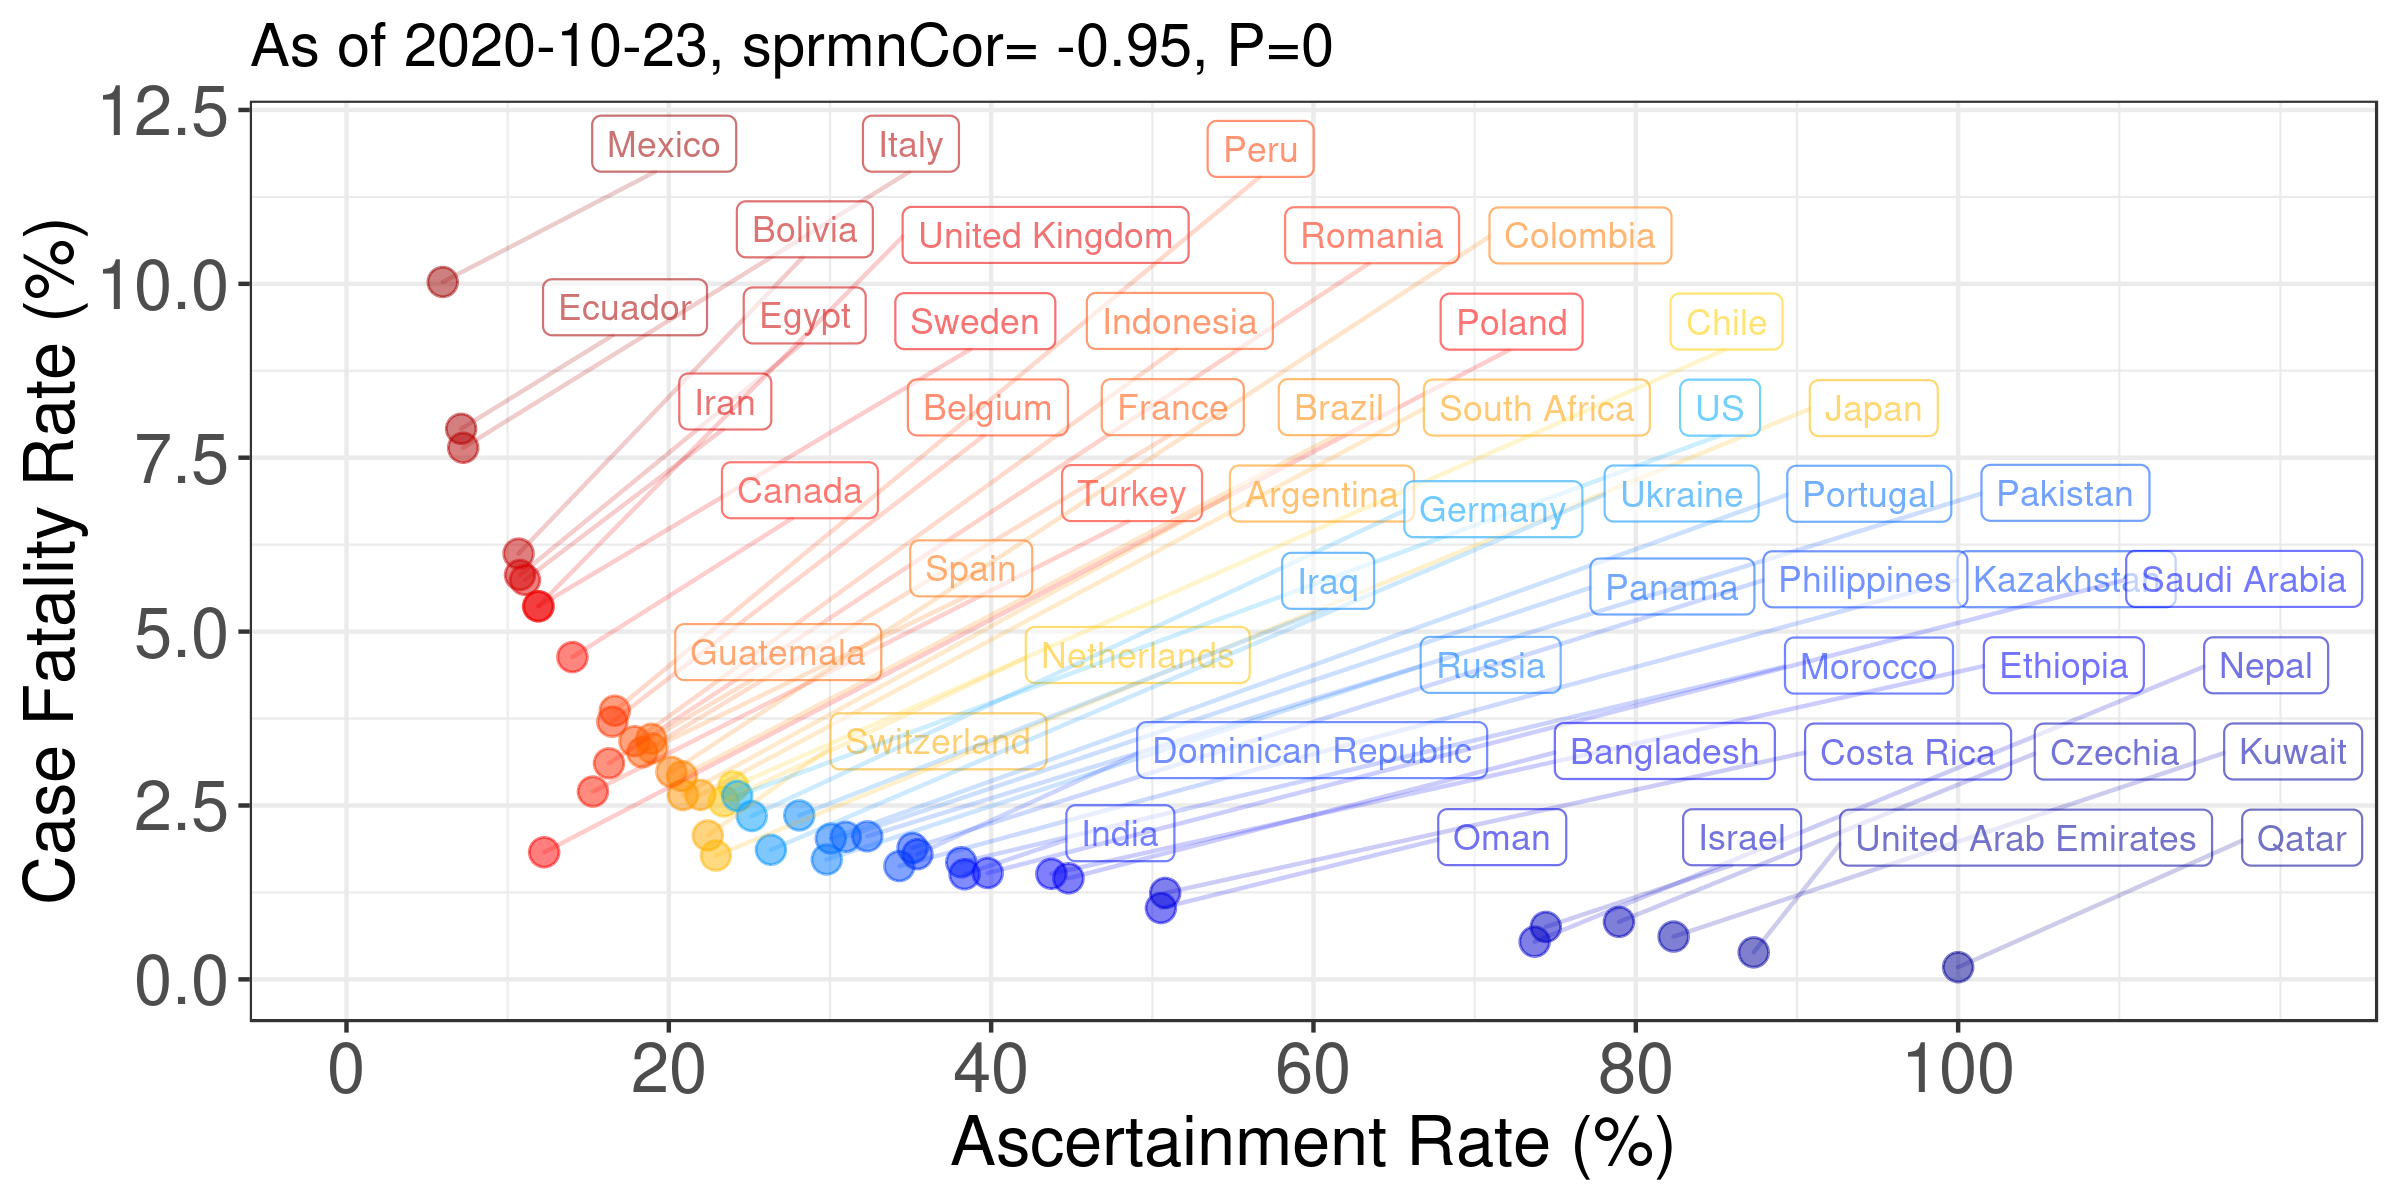 As of 2020-10-23, sprmnCor= -0.95, P=0
Case Fatality Rate (%)
12.5
10.0
7.5
5.0
2.5
0.0
Mexico
Italy
Peru
Bolivia
United Kingdom
Romania
Colombia
Ecuador
Egypt
Sweden
Indonesia
Poland
Chile
Iran
Belgium
France
Brazil
South Africa
US
Japan
Canada
Turkey
Argentina
Germany
Ukraine
Portugal
Pakistan
Spain
Iraq
Panama
Philippines
Kazakhstan
Saudi Arabia
Guatemala
Netherlands
Russia
Morocco
Ethiopia
Nepal
Switzerland
Dominican Republic
Bangladesh
Costa Rica
Czechia
Kuwait
India
Oman
Israel
United Arab Emirates
Qatar
0 20 40 60 80 100
Ascertainment Rate (%)